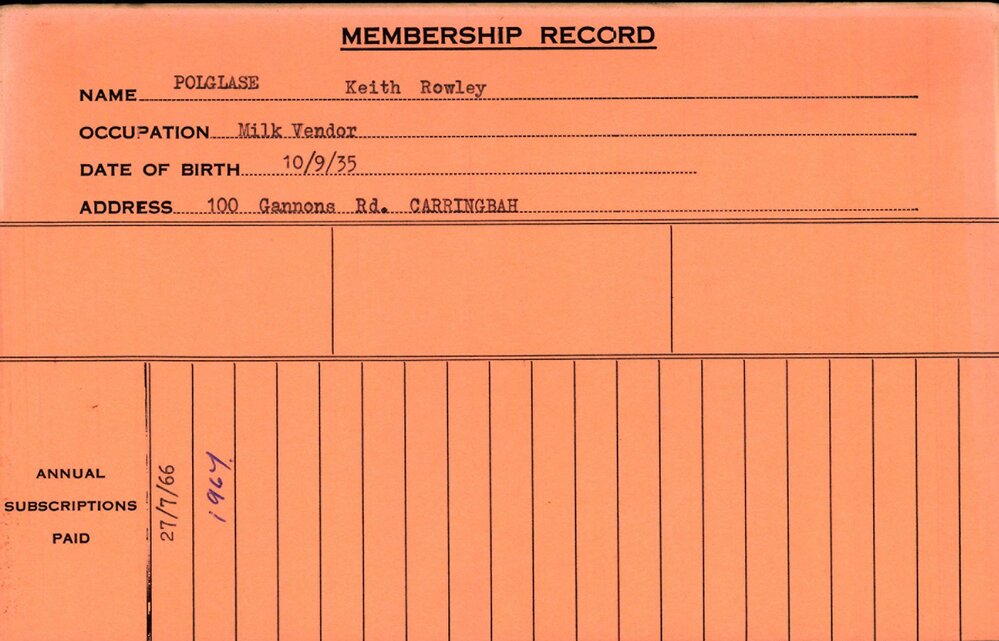 MEMBERSHIP RECORD
NAME POLGLASE Keith Rowley
OCCUPATION Milk Vendor
DATE OF BIRTH 10/9/35
ADDRESS 100 Gannons Rd. CARRINGBAH
ANNUAL
SUBSCRIPTIONS
PAID
27/7/66
1967.